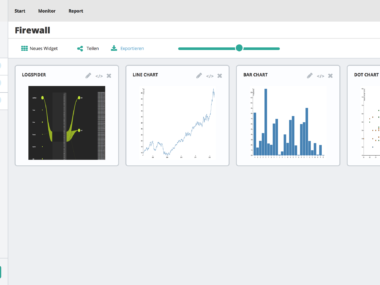 Start Monitor Report
Firewall
Neues Widget Teilen Exportieren
LOGSPIDER LINE CHART BAR CHART DOT CHART